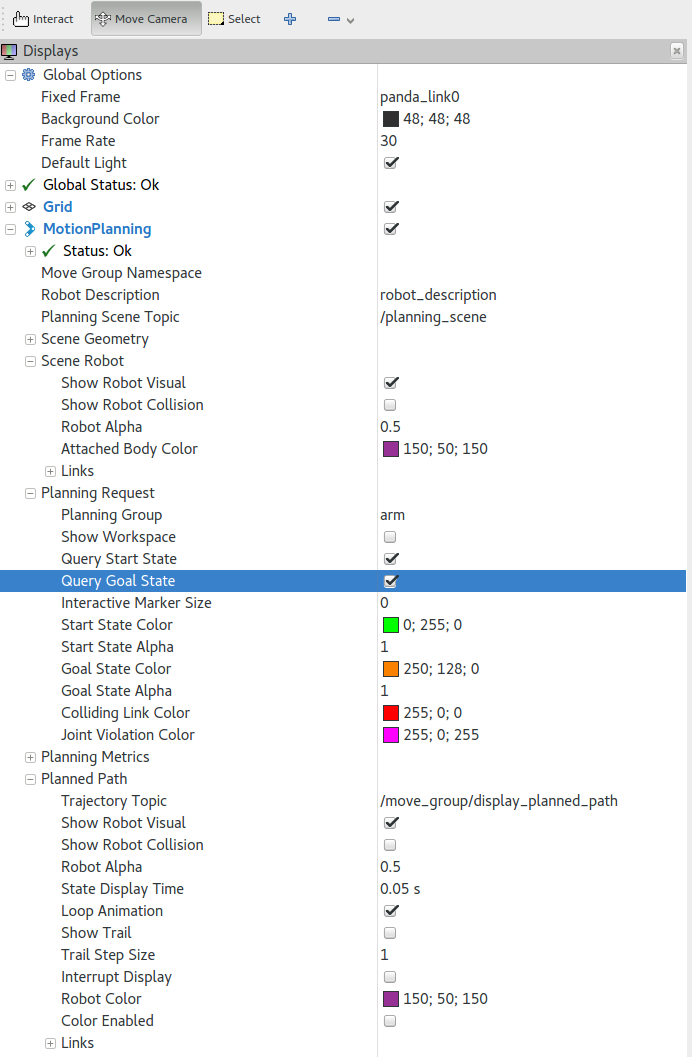 Interact Move Camera Select
Displays
Global Options
Fixed Frame panda_link0
Background Color 48; 48; 48
Frame Rate 30
Default Light
Global Status: Ok
Grid
MotionPlanning
Status: Ok
Move Group Namespace
Robot Description robot_description
Planning Scene Topic /planning_scene
Scene Geometry
Scene Robot
Show Robot Visual
Show Robot Collision
Robot Alpha 0.5
Attached Body Color 150; 50; 150
Links
Planning Request
Planning Group arm
Show Workspace
Query Start State
Query Goal State
Interactive Marker Size 0
Start State Color 0; 255; 0
Start State Alpha 1
Goal State Color 250; 128; 0
Goal State Alpha 1
Colliding Link Color 255; 0; 0
Joint Violation Color 255; 0; 255
Planning Metrics
Planned Path
Trajectory Topic /move_group/display_planned_path
Show Robot Visual
Show Robot Collision
Robot Alpha 0.5
State Display Time 0.05 s
Loop Animation
Show Trail
Trail Step Size 1
Interrupt Display
Robot Color 150; 50; 150
Color Enabled
Links